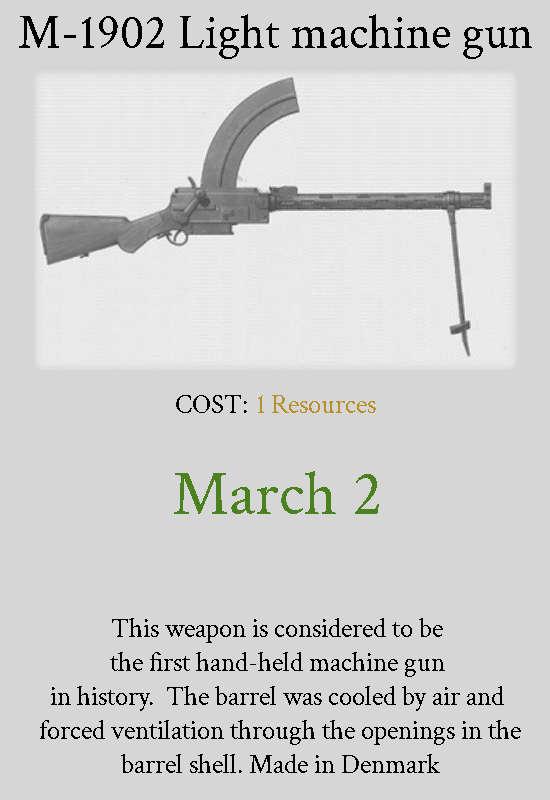 M-1902 Light machine gun
COST: 1 Resources
March 2
This weapon is considered to be
the first hand-held machine gun
in history.  The barrel was cooled by air and
forced ventilation through the openings in the
barrel shell. Made in Denmark